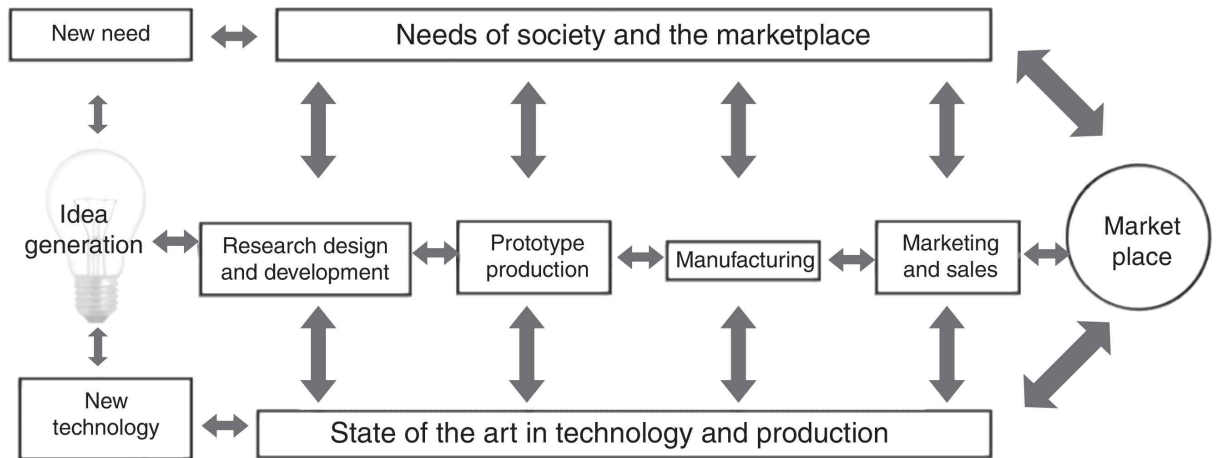 New need
Needs of society and the marketplace
Idea
generation
Research design
and development
Prototype
production
Manufacturing
Marketing
and sales
Market
place
New
technology
State of the art in technology and production